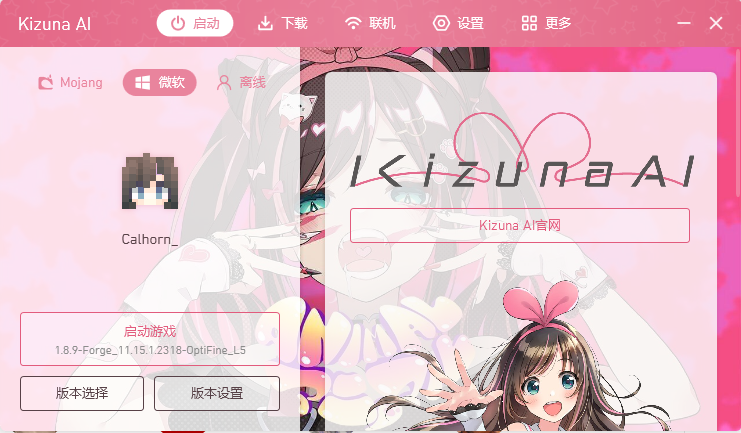 Kizuna AI
启动
下载
联机
设置
更多
Mojang
微软
离线
Calhorn_
启动游戏
1.8.9-Forge_11.15.1.2318-OptiFine_L5
版本选择
版本设置
KizunaAI
Kizuna AI官网